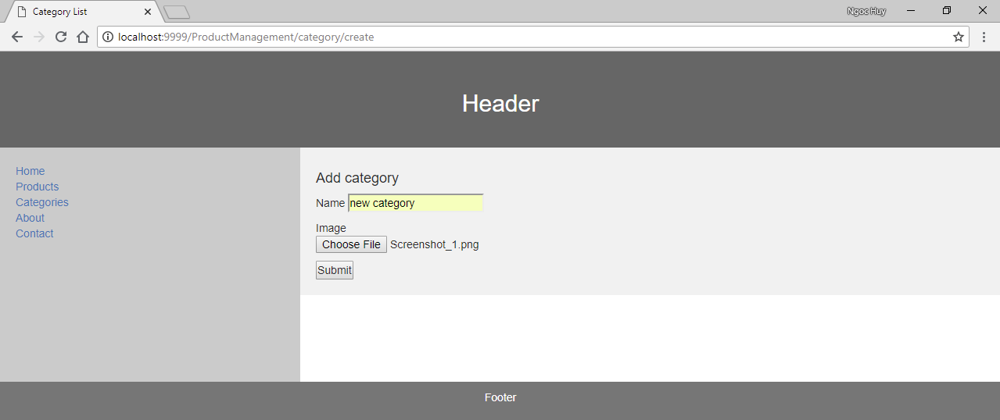 Category List
Ngoc Huy
localhost:9999/ProductManagement/category/create
Header
Home
Products
Categories
About
Contact
Add category
Name new category
Image
Choose File Screenshot_1.png
Submit
Footer